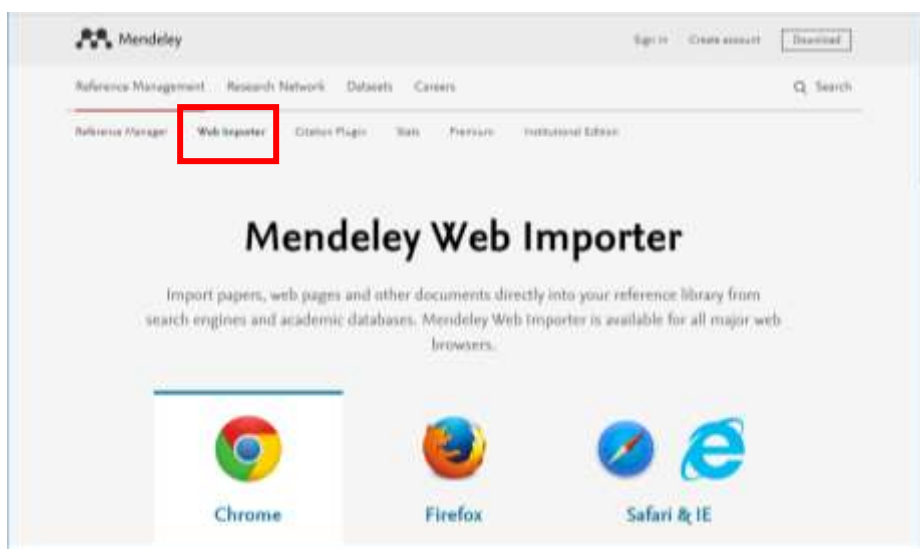 Mendeley
Sign in Create account Download
Reference Management Research Network Datasets Careers Search
Reference Manager Web Importer Citation Plugin Stats Premium Institutional Edition
Mendeley Web Importer
Import papers, web pages and other documents directly into your reference library from
search engines and academic databases. Mendeley Web Importer is available for all major web
browsers.
Chrome Firefox Safari & IE